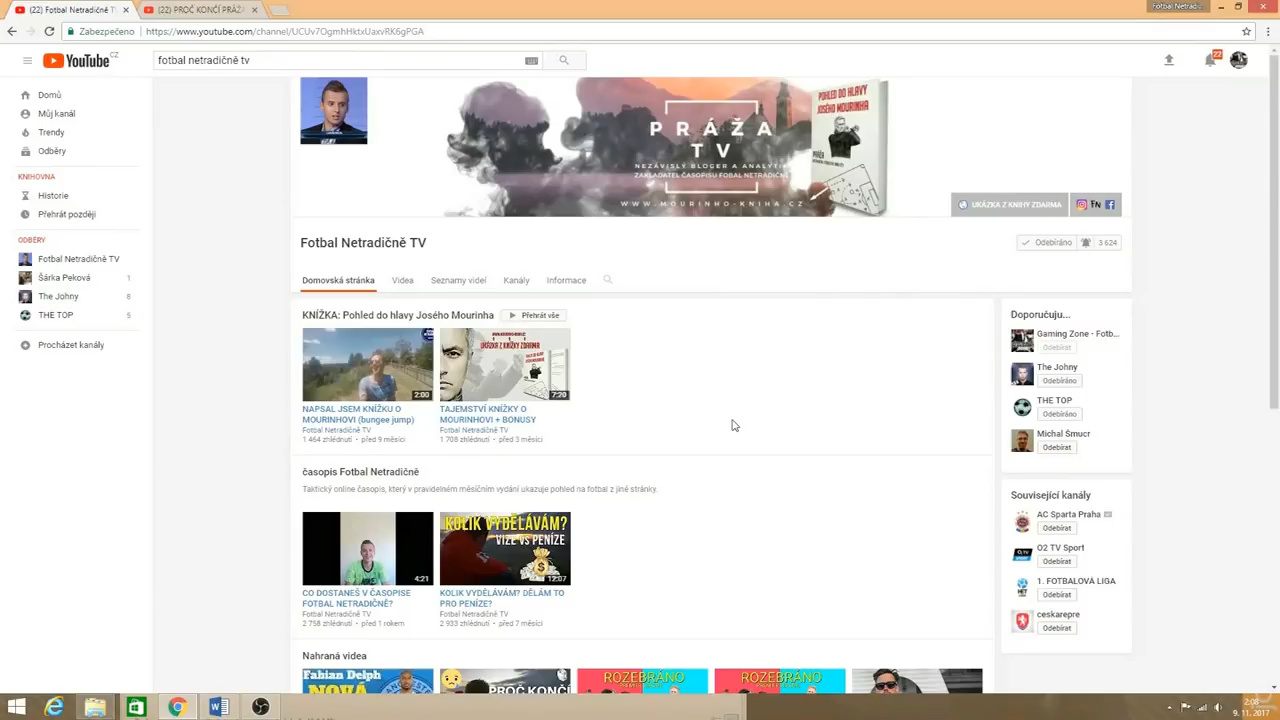 (22) Fotbal Netradičně T
(22) PROČ KONČÍ PRÁŽ
Fotbal Netradi...
Zabezpečeno
https://www.youtube.com/channel/UCUv7OgmhHktxUaxvRK6gPGA
YouTube CZ
fotbal netradičně tv
22
Domů
Můj kanál
Trendy
Odběry
KNIHOVNA
Historie
Přehrát později
ODBĚRY
Fotbal Netradičně TV
Šárka Peková 1
The Johny 8
THE TOP 5
Procházet kanály
PRÁŽA
TV
NEZÁVISLÝ BLOGER A ANALYTIK
ZAKLADATEL ČASOPISU FOBAL NETRADIČNĚ
WWW.MOURINHO-KNIHA.CZ
POHLED DO HLAVY
JOSÉHO MOURINHA
PRÁŽA
UKÁZKA Z KNIHY ZDARMA
FN
Fotbal Netradičně TV
Odebíráno 3 624
Domovská stránka
Videa
Seznamy videí
Kanály
Informace
KNÍŽKA: Pohled do hlavy Josého Mourinha
Přehrát vše
2:00
UKÁZKA Z KNÍŽKY ZDARMA
7:20
NAPSAL JSEM KNÍŽKU O
MOURINHOVI (bungee jump)
Fotbal Netradičně TV
1 464 zhlédnutí • před 9 měsíci
TAJEMSTVÍ KNÍŽKY O
MOURINHOVI + BONUSY
Fotbal Netradičně TV
1 708 zhlédnutí • před 3 měsíci
časopis Fotbal Netradičně
Taktický online časopis, který v pravidelném měsíčním vydání ukazuje pohled na fotbal z jiné stránky.
4:21
KOLIK VYDĚLÁVÁM?
VIZE VS PENÍZE
12:07
CO DOSTANEŠ V ČASOPISE
FOTBAL NETRADIČNĚ?
Fotbal Netradičně TV
2 758 zhlédnutí • před 1 rokem
KOLIK VYDĚLÁVÁM? DĚLÁM TO
PRO PENÍZE?
Fotbal Netradičně TV
2 933 zhlédnutí • před 7 měsíci
Nahraná videa
Fabian Delph
NOVÁ
PROČ KONČÍ
ROZEBRÁNO
ROZEBRÁNO
Doporučuju...
Gaming Zone - Fotb...
Odebírat
The Johny
Odebíráno
THE TOP
Odebíráno
Michal Šmucr
Odebírat
Související kanály
AC Sparta Praha
Odebírat
O2 TV Sport
Odebírat
1. FOTBALOVÁ LIGA
Odebírat
ceskarepre
Odebírat
2:08
9. 11. 2017